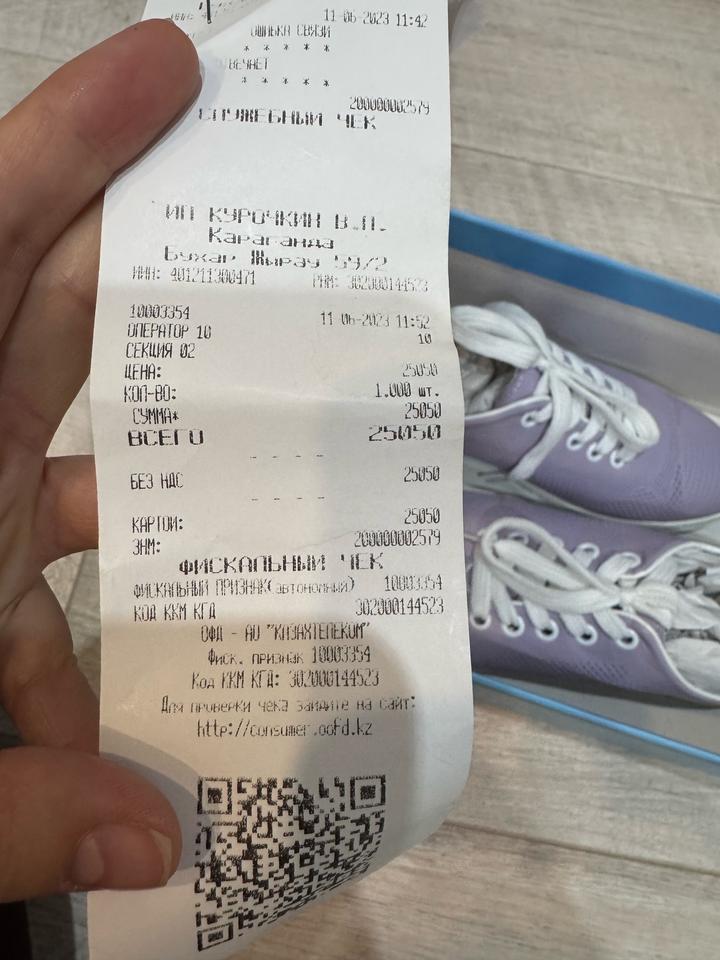 11-06-2023 11:42
ОШИБКА СВЯЗИ
* * * * *
ОТВЕЧАЕТ
* * * * *
200000002579
СЛУЖЕБНЫЙ ЧЕК
ИП КУРОЧКИН В.П.
Караганда
Бухар Жырау 59/2
ИИН: 401211300471 РНМ: 302000144523
10003354 11-06-2023 11:52
ОПЕРАТОР 10 10
СЕКЦИЯ 02
ЦЕНА: 25050
КОЛ-ВО: 1.000 шт.
СУММА* 25050
ВСЕГО 25050
- - - -
БЕЗ НДС 25050
- - - -
КАРТОЙ: 25050
ЗНМ: 200000002579
ФИСКАЛЬНЫЙ ЧЕК
ФИСКАЛЬНЫЙ ПРИЗНАК(автономный) 10003354
КОД ККМ КГД 302000144523
ОФД - АО "КАЗАХТЕЛЕКОМ"
Фиск. признак 10003354
Код ККМ КГД: 302000144523
Для проверки чека зайдите на сайт:
http://consumer.oofd.kz